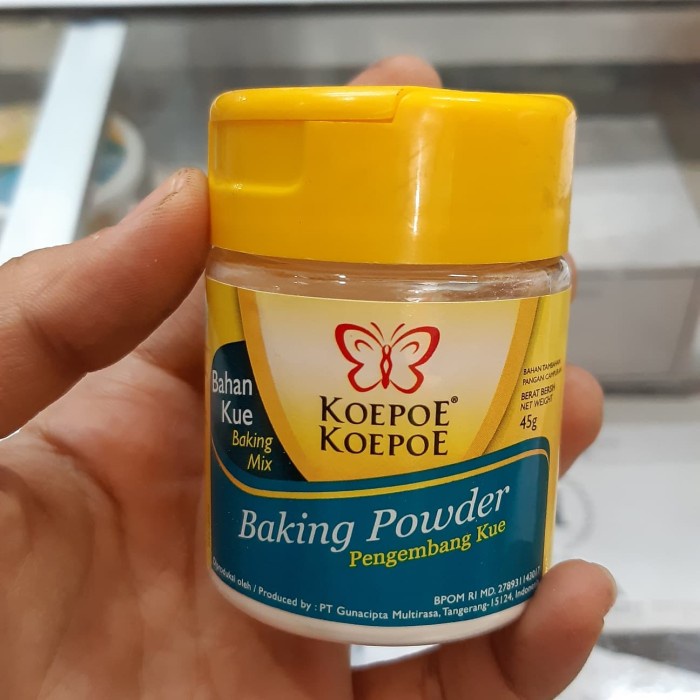 KOEPOE®
KOEPOE
Bahan
Kue
Baking
Mix
BAHAN TAMBAHAN
PANGAN CAMPURAN
BERAT BERSIH
NET WEIGHT
45g
Baking Powder
Pengembang Kue
Diproduksi oleh / Produced by : PT Gunacipta Multirasa, Tangerang-15124,
BPOM RI MD.